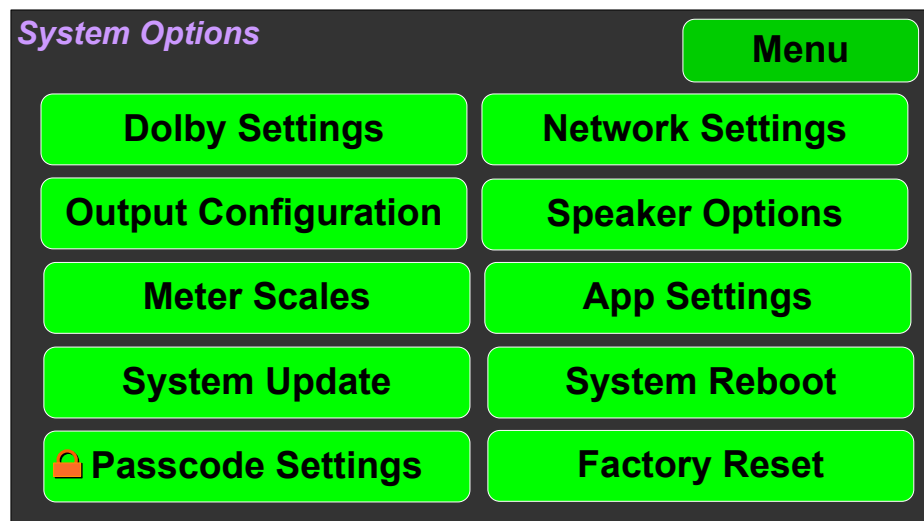 System Options
Menu
Dolby Settings
Network Settings
Output Configuration
Speaker Options
Meter Scales
App Settings
System Update
System Reboot
Passcode Settings
Factory Reset